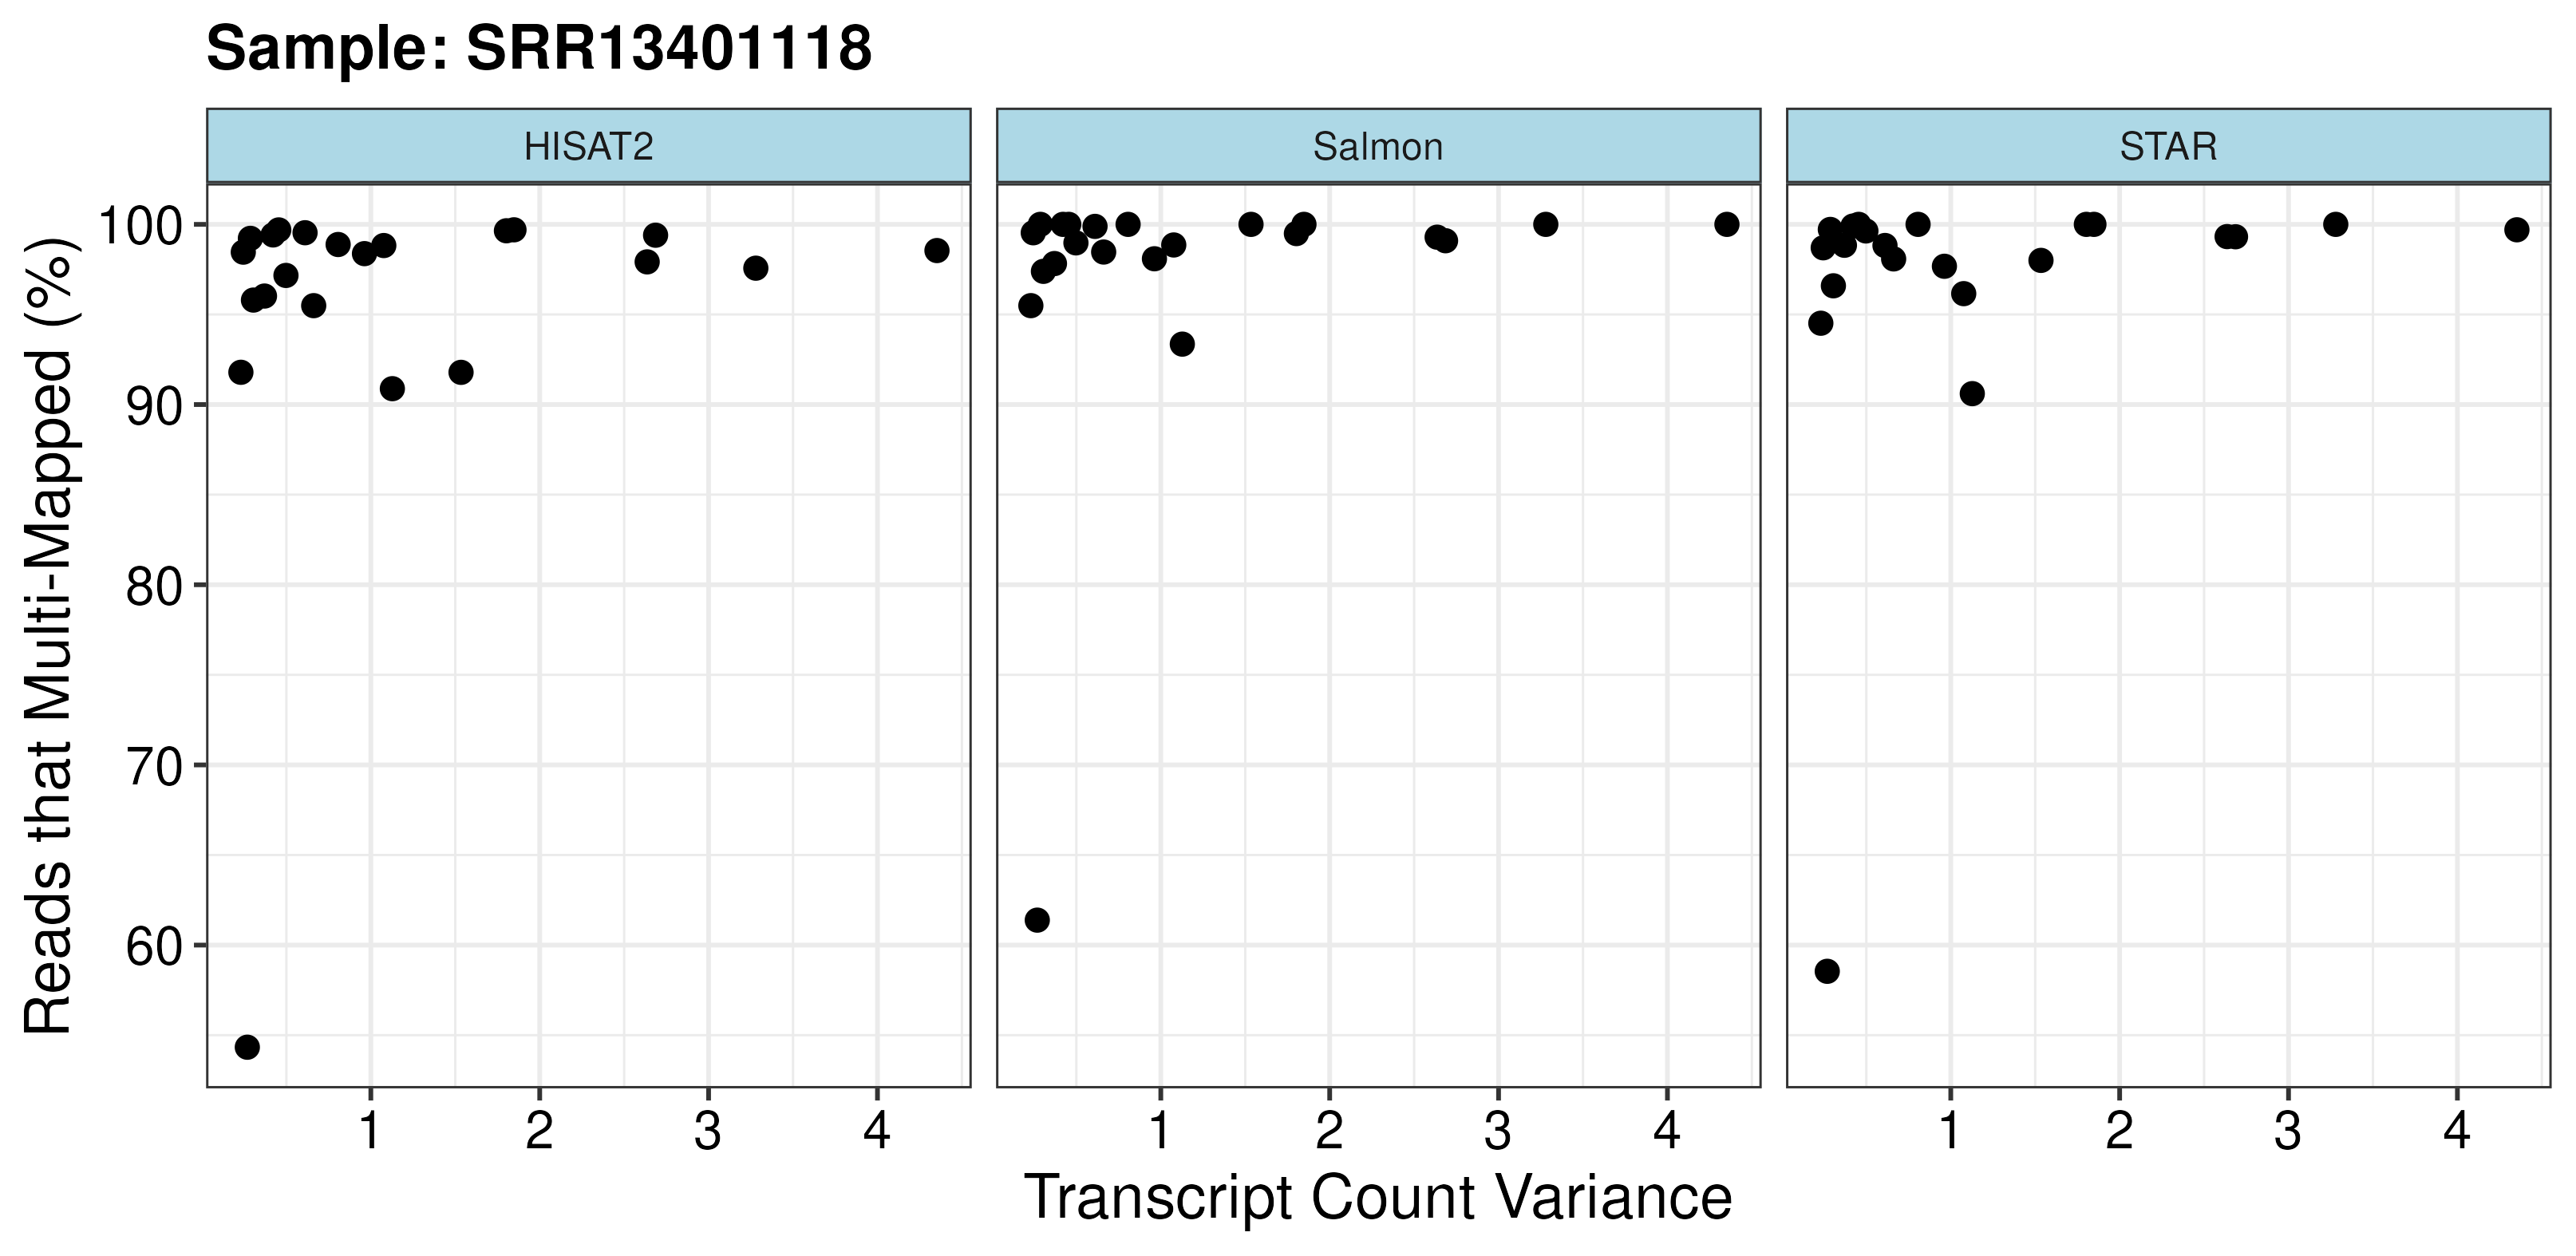 Sample: SRR13401118
HISAT2
Salmon
STAR
Reads that Multi-Mapped (%)
100
90
80
70
60
1 2 3 4
1 2 3 4
1 2 3 4
Transcript Count Variance